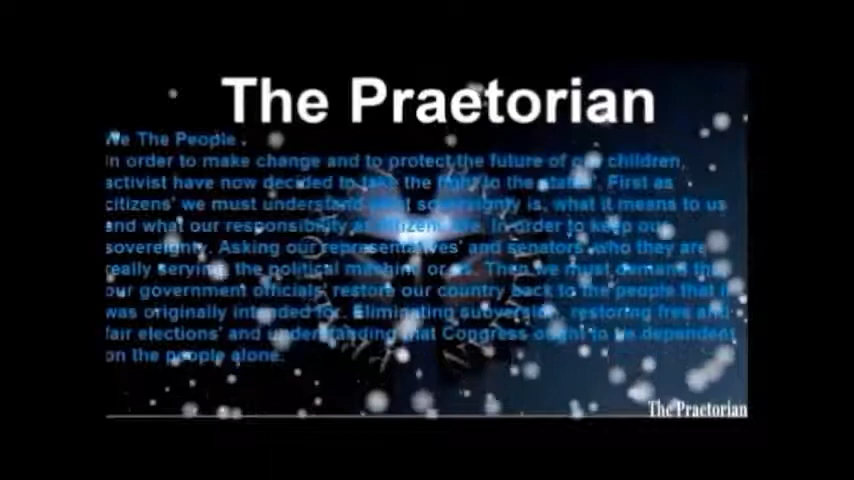 The Praetorian
We The People .
In order to make change and to protect the future of our children,
activist have now decided to take the fight to the states'. First as
citizens' we must understand what sovereignty is, what it means to us
and what our responsibility as citizens' are. In order to keep our
sovereignty. Asking our representatives' and senators, who they are
really serving, the political machine or us. Then we must demand that
our government officials' restore our country back to the people that it
was originally intended for. Eliminating subversion, restoring free and
fair elections' and understanding that Congress ought to be dependent
on the people alone.
The Praetorian